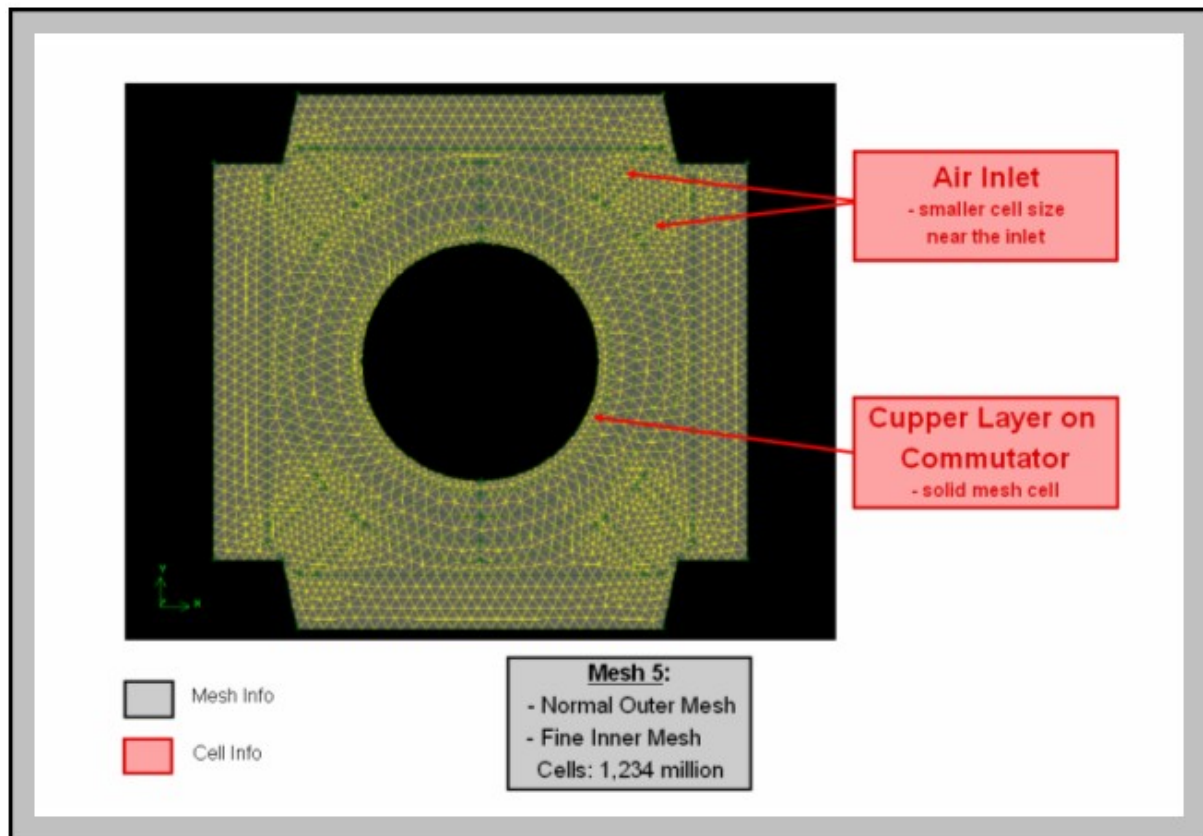 Air Inlet
- smaller cell size
near the inlet
Cupper Layer on
Commutator
- solid mesh cell
Y
X
Mesh Info
Cell Info
Mesh 5:
- Normal Outer Mesh
- Fine Inner Mesh
Cells: 1,234 million